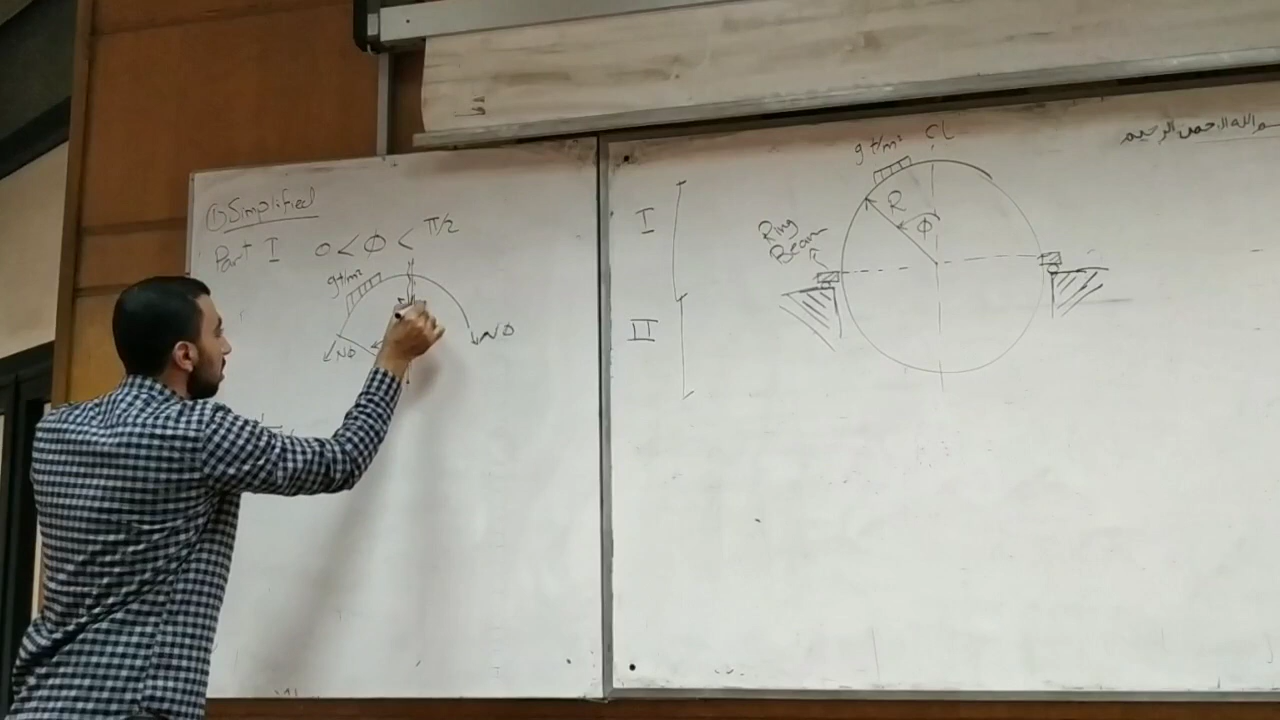 ① Simplified
Part I 0 < φ < π/2
g t/m²
Nφ
Nφ
بسم الله الرحمن الرحيم
CL
g t/m²
R
φ
Ring
Beam
I
II